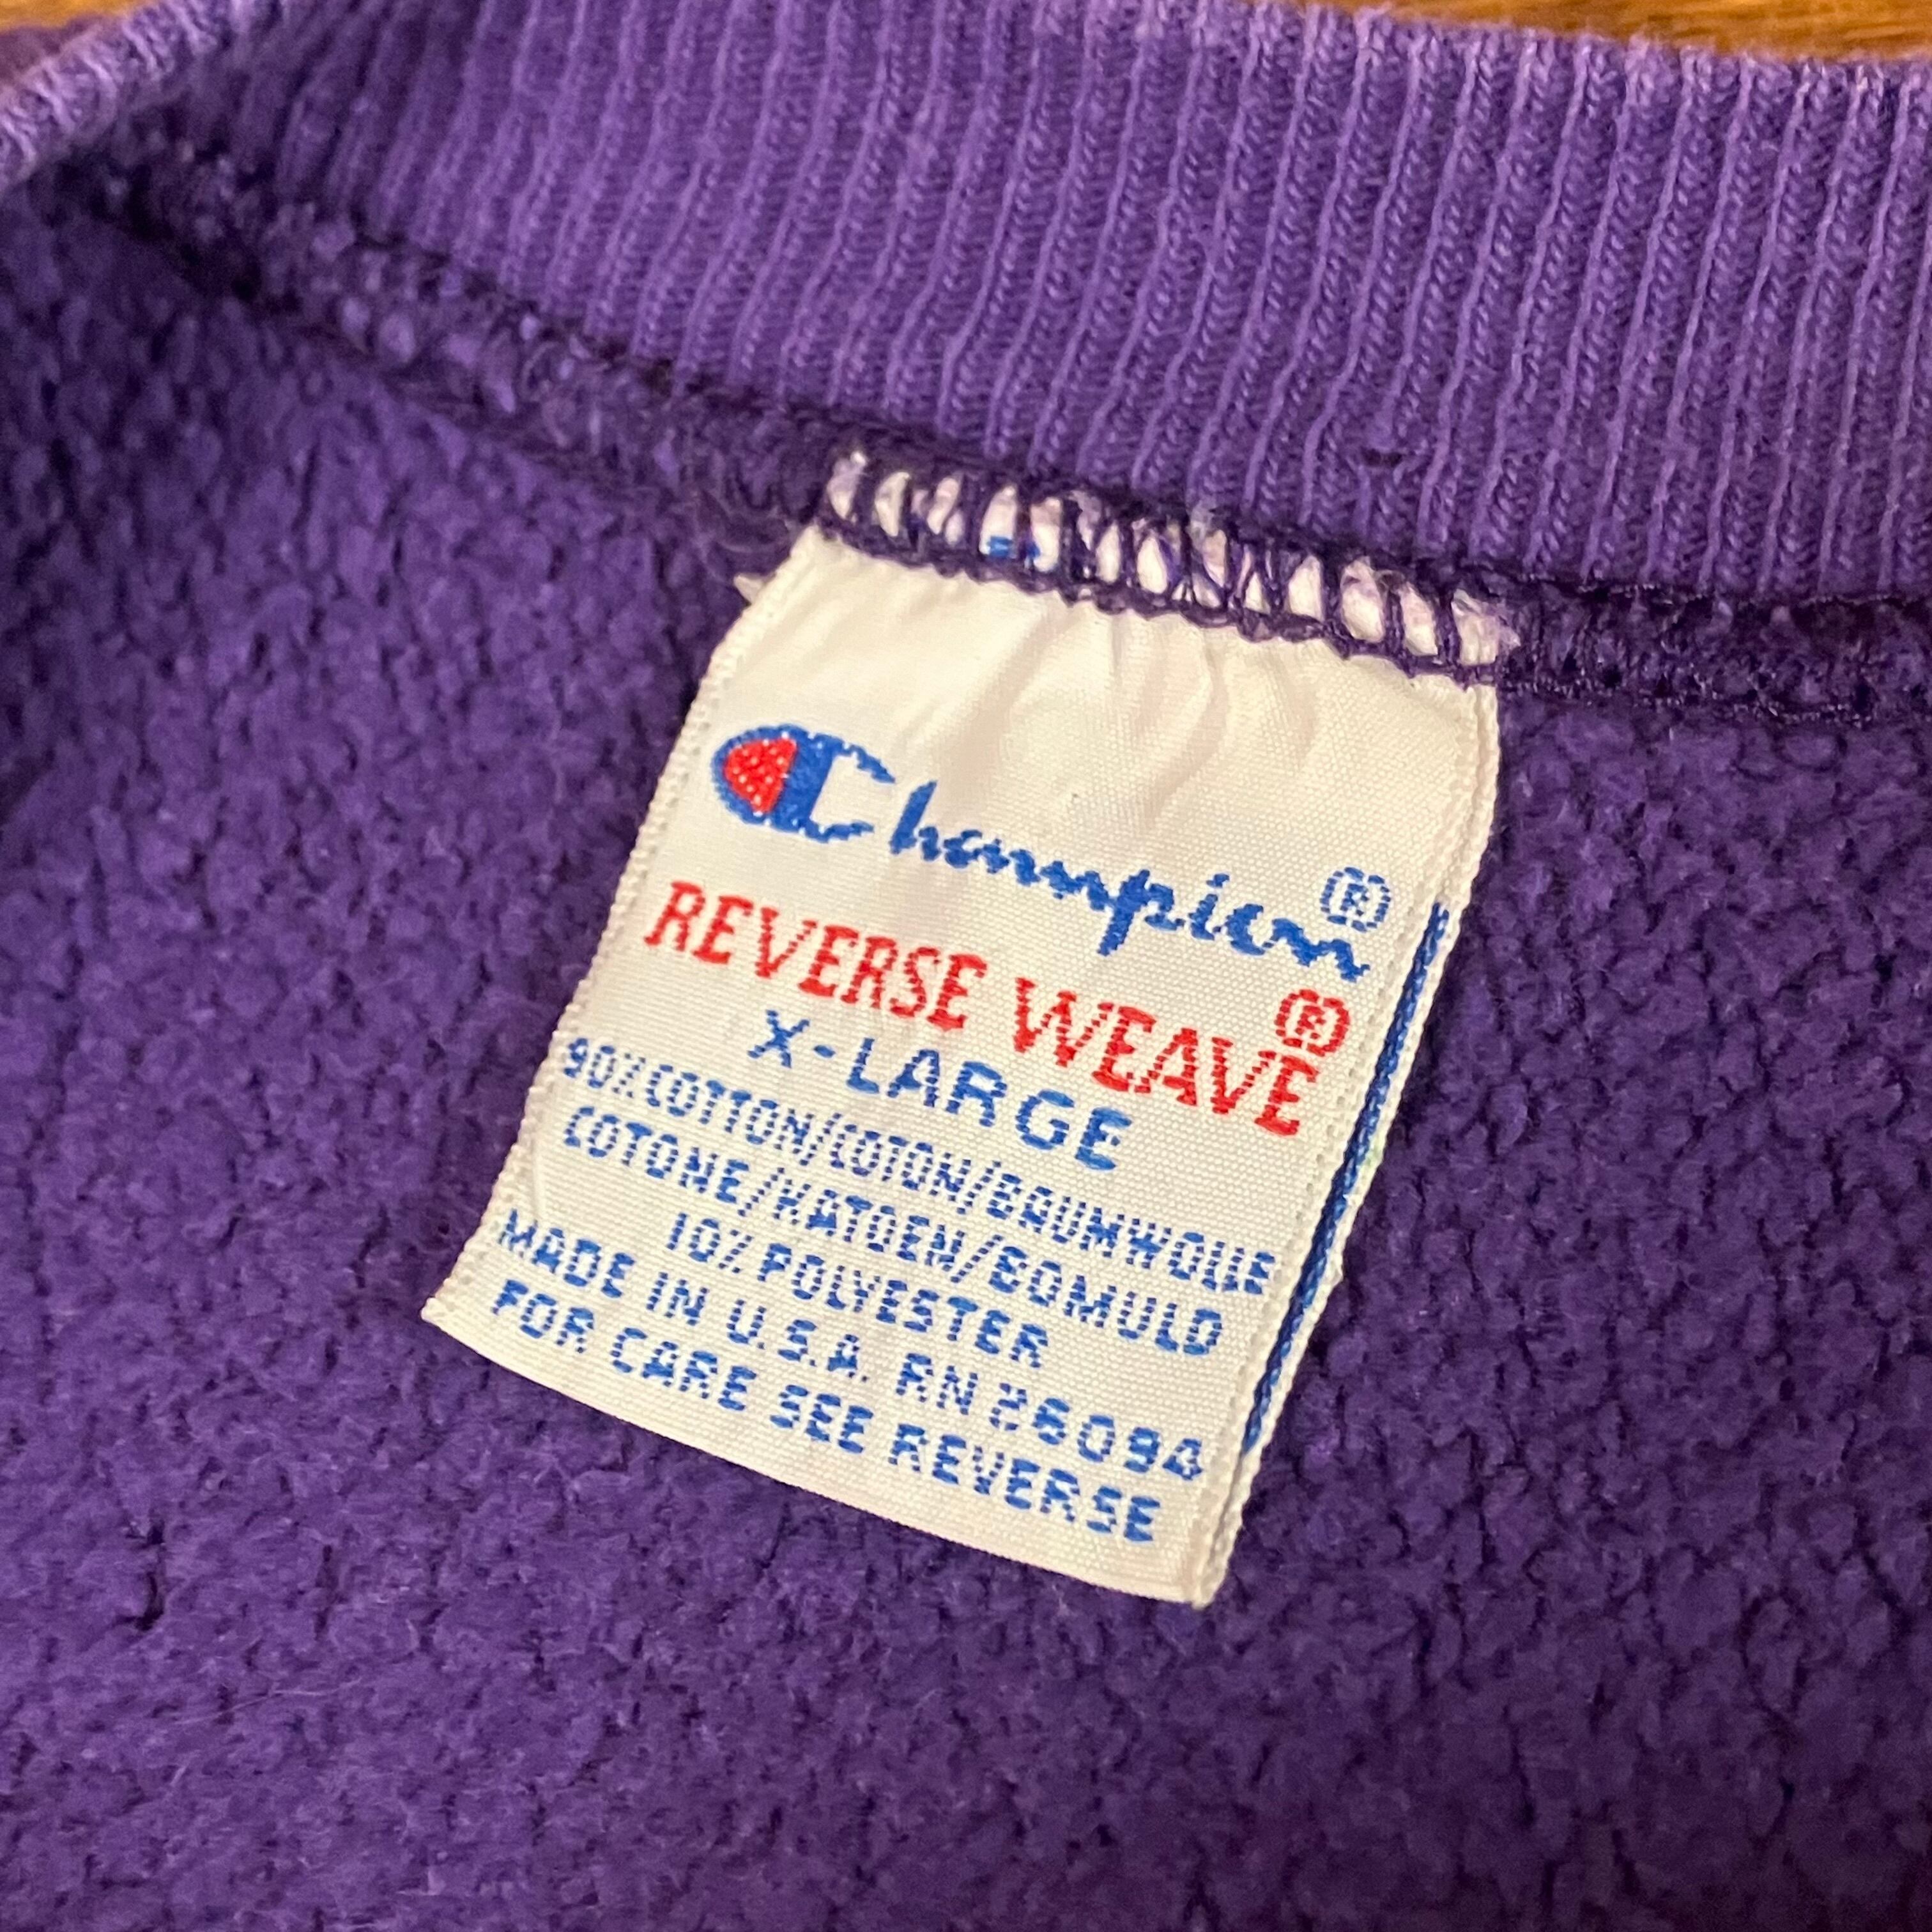 Champion®
REVERSE WEAVE®
X-LARGE
90% COTTON/COTON/BAUMWOLLE
COTONE/KATOEN/BOMULD
10% POLYESTER
MADE IN U.S.A. RN 26094
FOR CARE SEE REVERSE